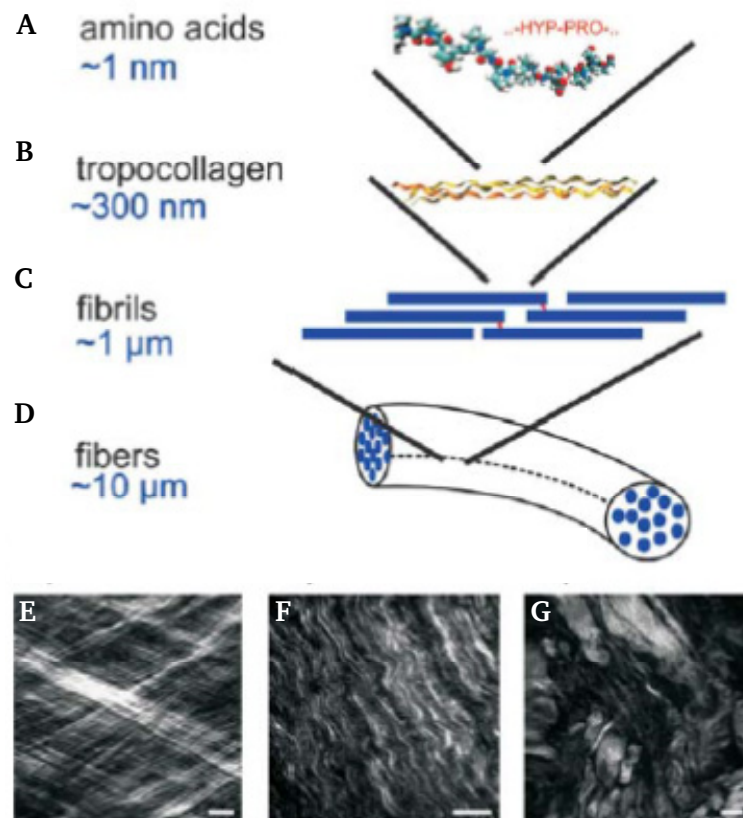 A
amino acids
~1 nm
..-HYP-PRO-..
B
tropocollagen
~300 nm
C
fibrils
~1 µm
D
fibers
~10 µm
E
F
G